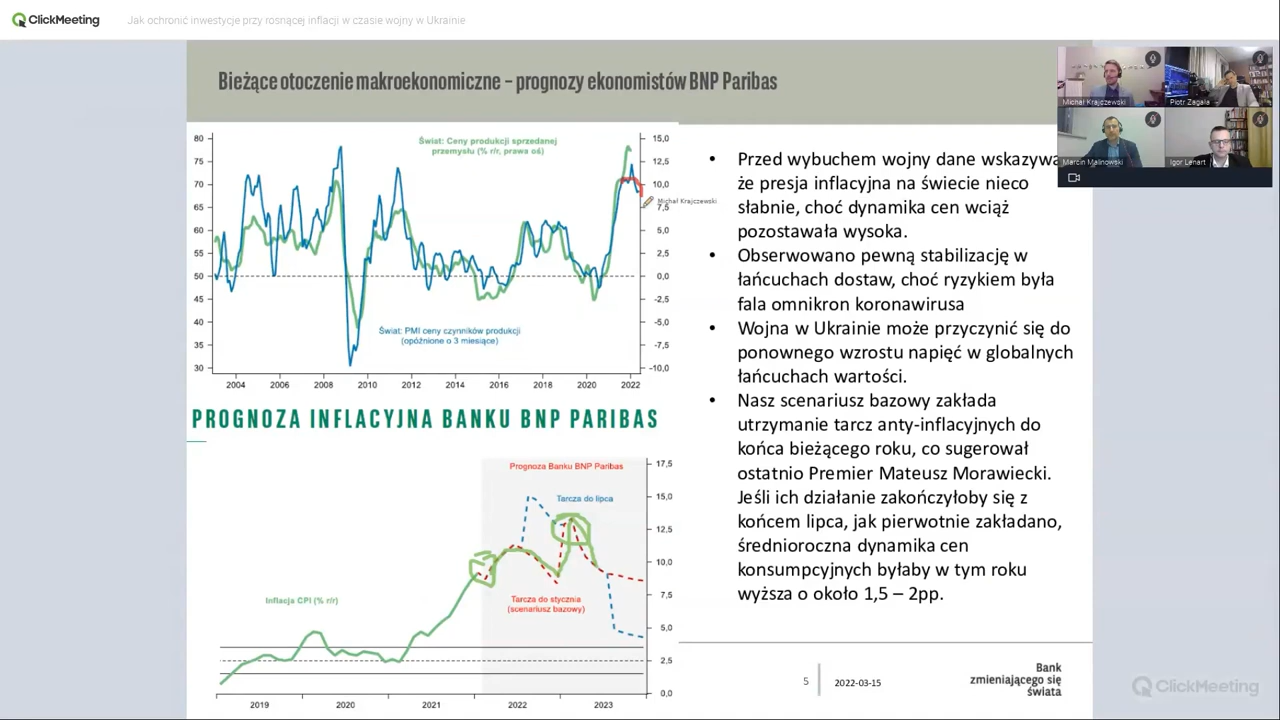 ClickMeeting
Jak ochronić inwestycje przy rosnącej inflacji w czasie wojny w Ukrainie
Bieżące otoczenie makroekonomiczne – prognozy ekonomistów BNP Paribas
Michał Krajczewski
Piotr Zagała
Marcin Malinowski
Igor Lenart
80
75
70
65
60
55
50
45
40
35
30
Świat: Ceny produkcji sprzedanej
przemysłu (% r/r, prawa oś)
15,0
12,5
10,0
7,5
5,0
2,5
0,0
-2,5
-5,0
-7,5
-10,0
Michał Krajczewski
Świat: PMI ceny czynników produkcji
(opóźnione o 3 miesiące)
2004 2006 2008 2010 2012 2014 2016 2018 2020 2022
PROGNOZA INFLACYJNA BANKU BNP PARIBAS
Prognoza Banku BNP Paribas
Tarcza do lipca
Inflacja CPI (% r/r)
Tarcza do stycznia
(scenariusz bazowy)
17,5
15,0
12,5
10,0
7,5
5,0
2,5
0,0
2019 2020 2021 2022 2023
• Przed wybuchem wojny dane
że presja inflacyjna na świecie nieco
słabnie, choć dynamika cen wciąż
pozostawała wysoka.
• Obserwowano pewną stabilizację w
łańcuchach dostaw, choć ryzykiem była
fala omnikron koronawirusa
• Wojna w Ukrainie może przyczynić się do
ponownego wzrostu napięć w globalnych
łańcuchach wartości.
• Nasz scenariusz bazowy zakłada
utrzymanie tarcz anty-inflacyjnych do
końca bieżącego roku, co sugerował
ostatnio Premier Mateusz Morawiecki.
Jeśli ich działanie zakończyłoby się z
końcem lipca, jak pierwotnie zakładano,
średnioroczna dynamika cen
konsumpcyjnych byłaby w tym roku
wyższa o około 1,5 – 2pp.
5
2022-03-15
Bank
zmieniającego się
świata
ClickMeeting